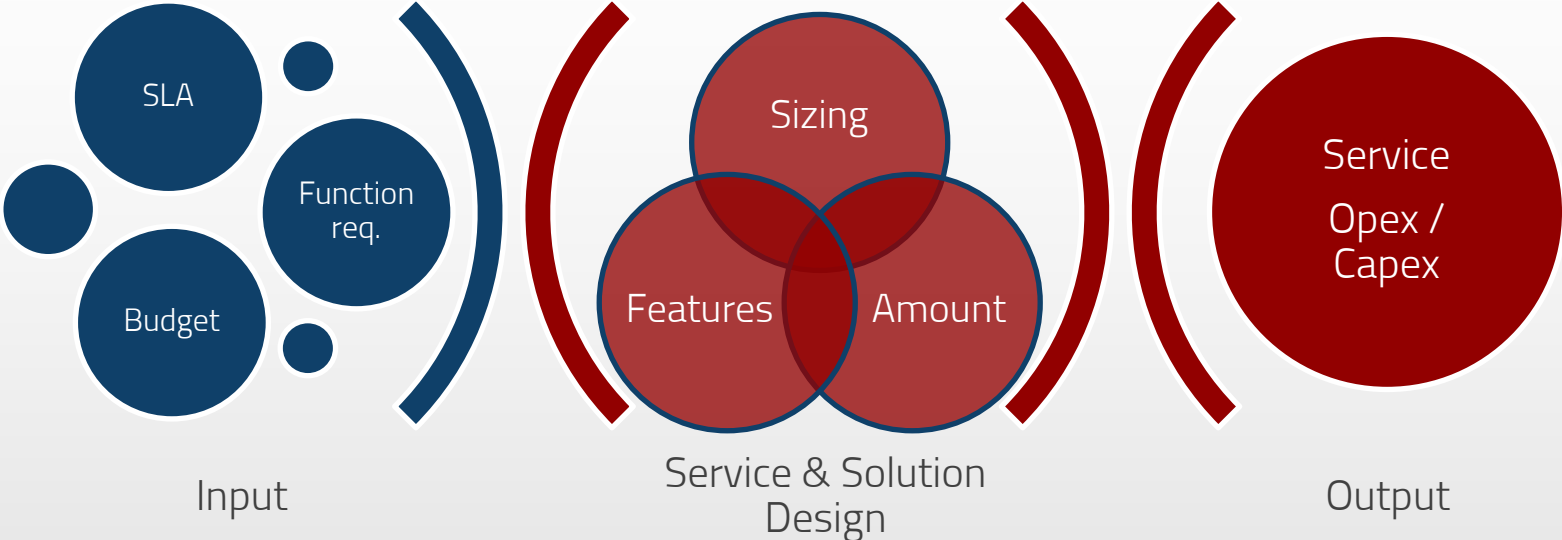 SLA
Function
req.
Budget
Input
Sizing
Features
Amount
Service & Solution
Design
Service
Opex /
Capex
Output